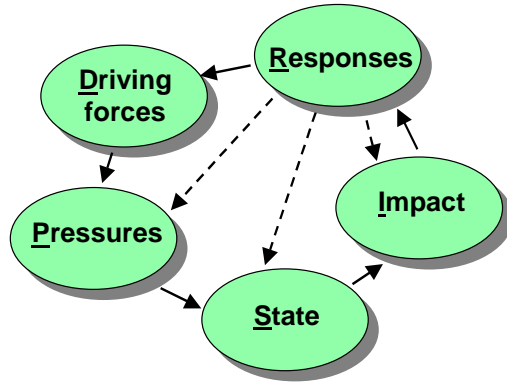 Responses
Driving
forces
Impact
Pressures
State